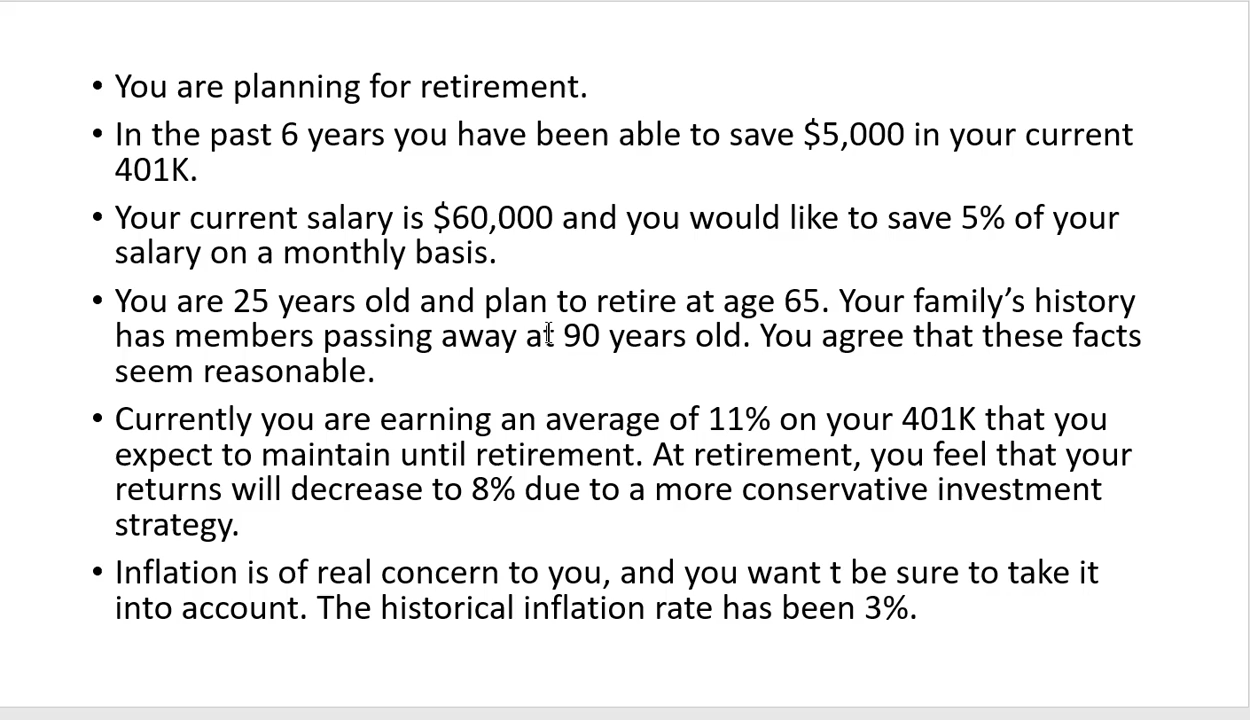 • You are planning for retirement.
• In the past 6 years you have been able to save $5,000 in your current
401K.
• Your current salary is $60,000 and you would like to save 5% of your
salary on a monthly basis.
• You are 25 years old and plan to retire at age 65. Your family’s history
has members passing away at 90 years old. You agree that these facts
seem reasonable.
• Currently you are earning an average of 11% on your 401K that you
expect to maintain until retirement. At retirement, you feel that your
returns will decrease to 8% due to a more conservative investment
strategy.
• Inflation is of real concern to you, and you want t be sure to take it
into account. The historical inflation rate has been 3%.